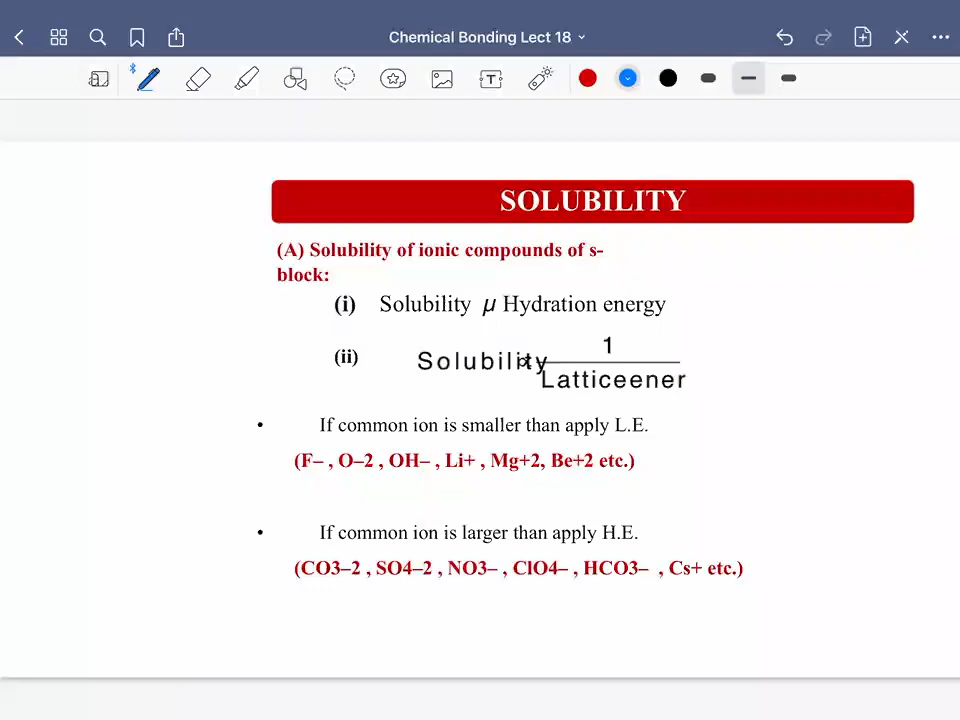 Chemical Bonding Lect 18
SOLUBILITY
(A) Solubility of ionic compounds of s-
block:
(i) Solubility μ Hydration energy
(ii) Solubility ∝ 1
Latticeener
• If common ion is smaller than apply L.E.
(F– , O–2 , OH– , Li+ , Mg+2, Be+2 etc.)
• If common ion is larger than apply H.E.
(CO3–2 , SO4–2 , NO3– , ClO4– , HCO3– , Cs+ etc.)